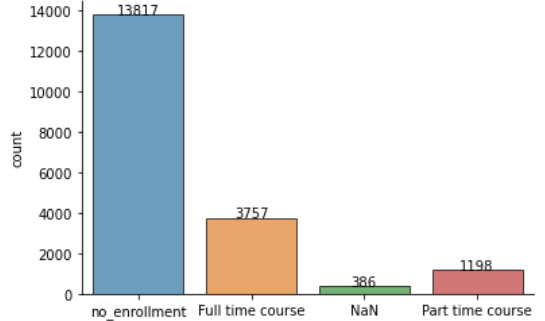 14000
12000
10000
8000
6000
4000
2000
0
count
13817
3757
386
1198
no_enrollment
Full time course
NaN
Part time course